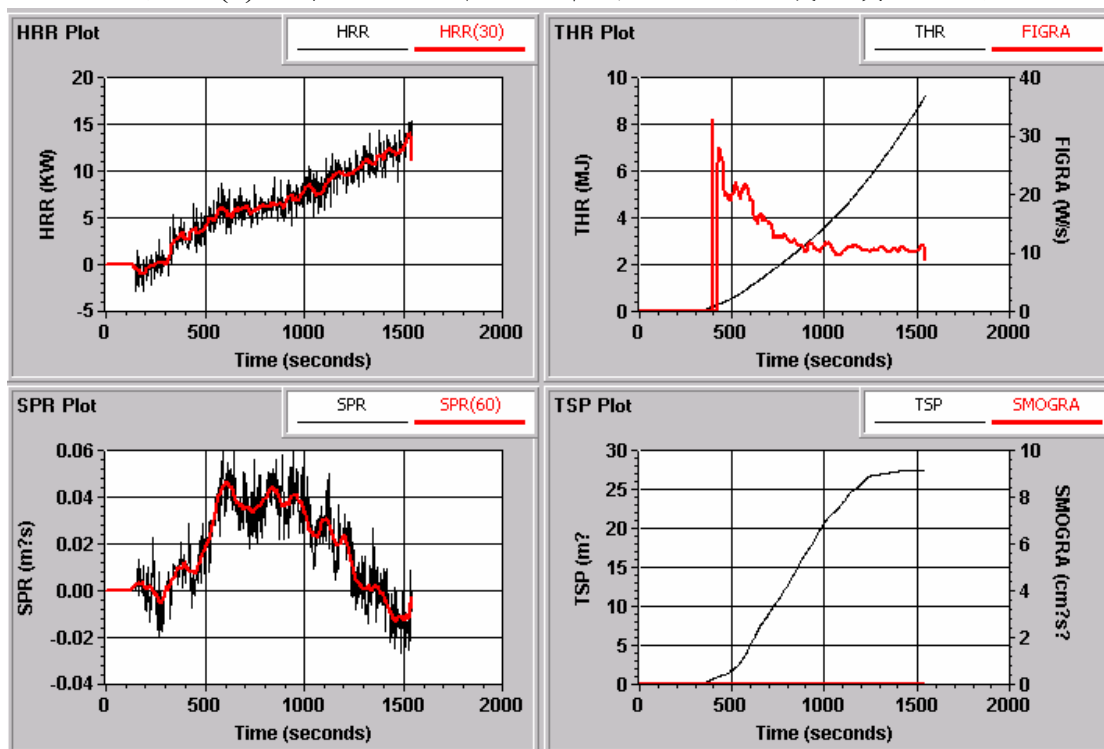 HRR Plot HRR HRR(30)
20
15
10
5
0
-5
HRR (KW)
0 500 1000 1500 2000
Time (seconds)
THR Plot THR FIGRA
10 40
8
30
6
20
4
10
2
0 0
THR (MJ)
FIGRA (W/s)
0 500 1000 1500 2000
Time (seconds)
SPR Plot SPR SPR(60)
0.06
0.04
0.02
0.00
-0.02
-0.04
SPR (m?s)
0 500 1000 1500 2000
Time (seconds)
TSP Plot TSP SMOGRA
30 10
25 8
20 6
15
10 4
5 2
0 0
TSP (m?
SMOGRA (cm?s?
0 500 1000 1500 2000
Time (seconds)